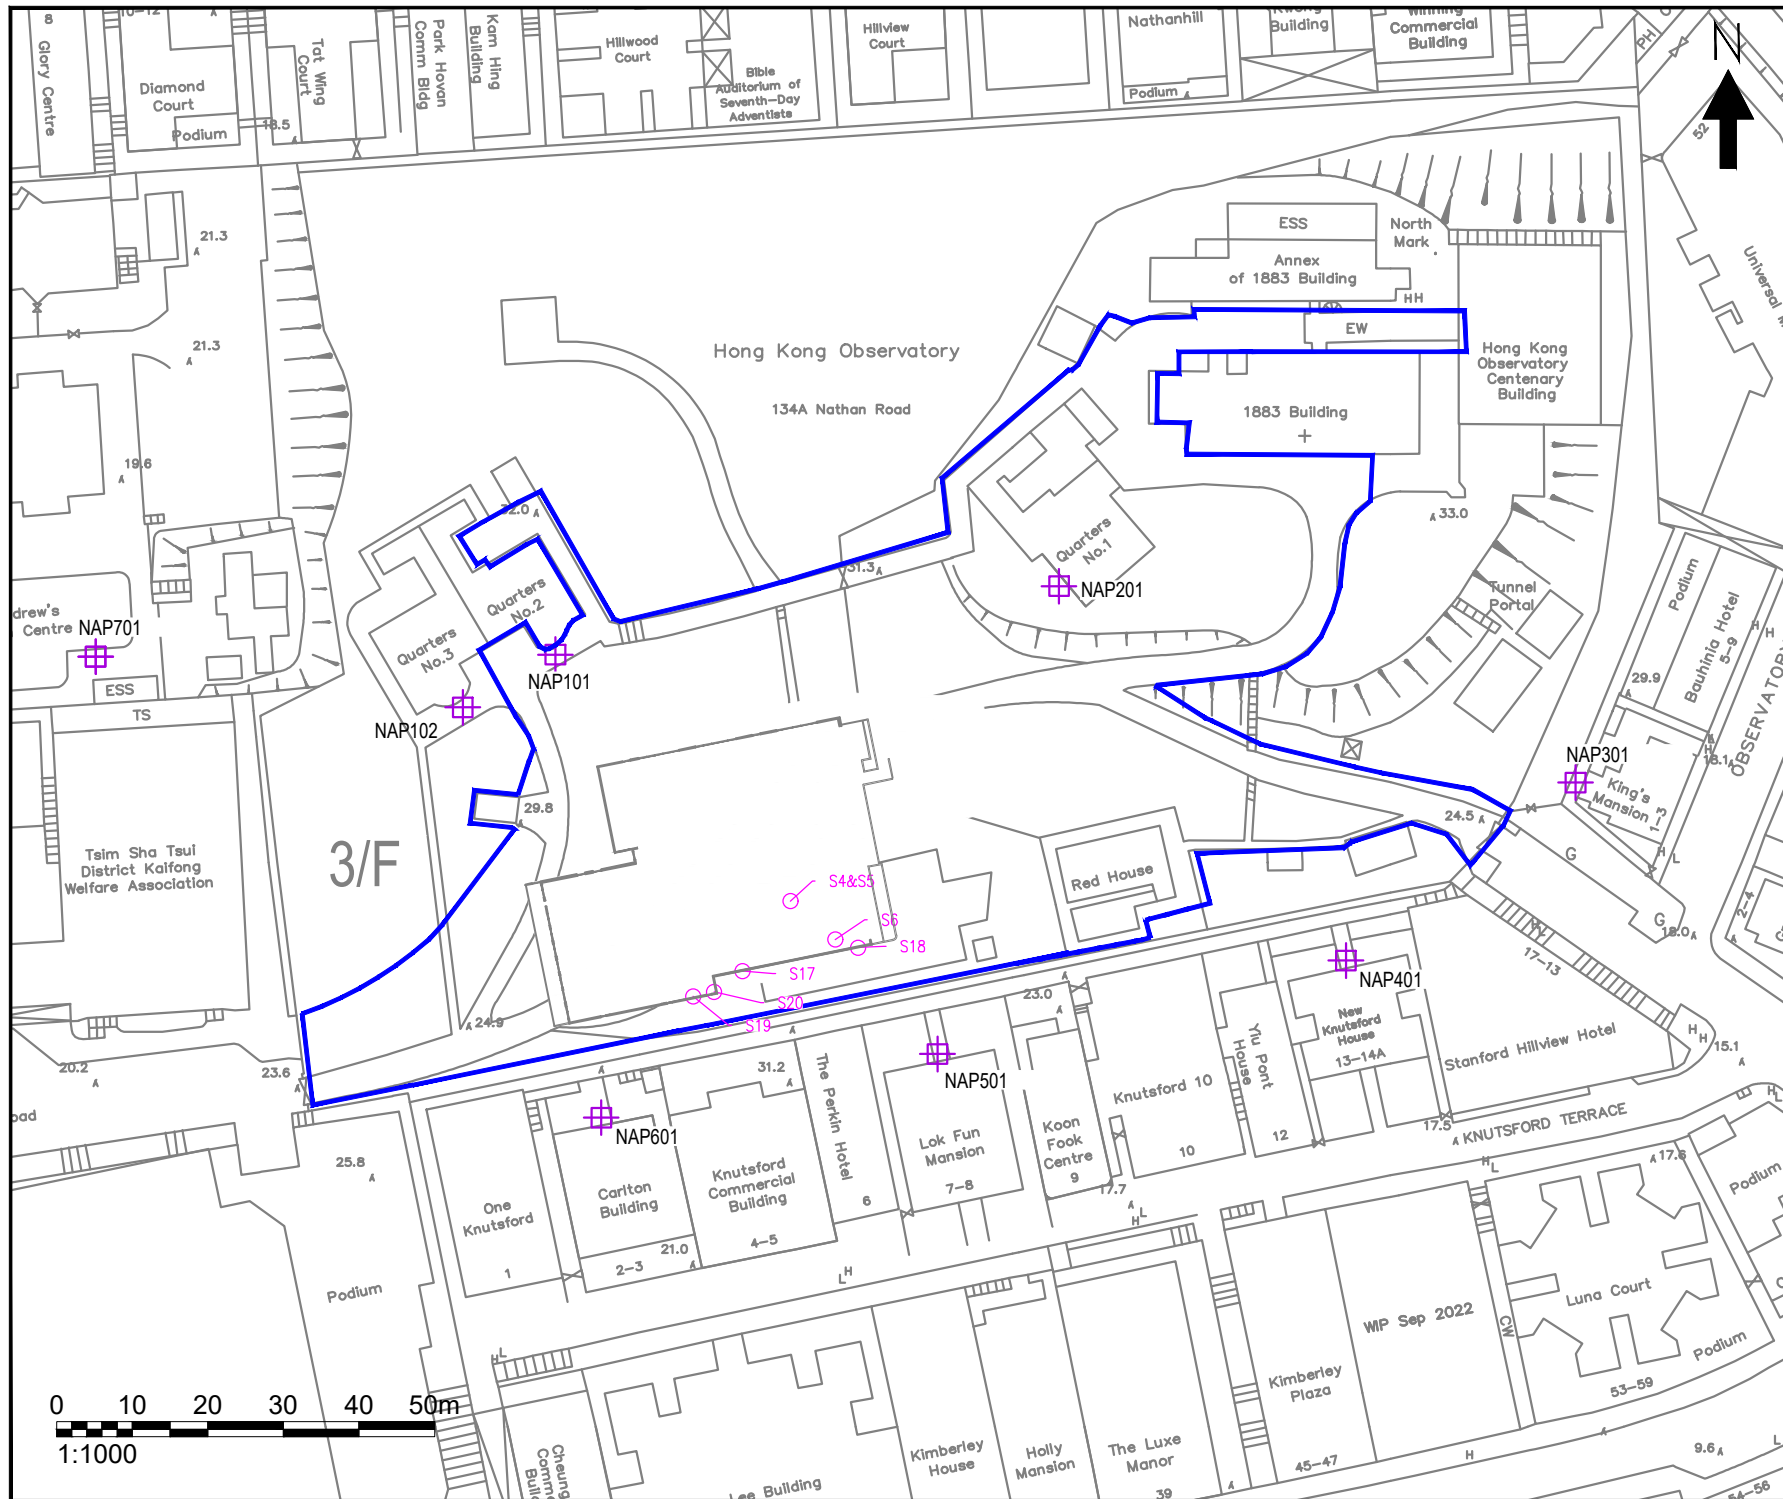 8
10-12
Glory Centre
Diamond
Court
Podium
18.5
Tat Wing
Court
Park Hovan
Comm Bldg
Kam Hing
Building
Hillwood
Court
Bible
Auditorium of
Seventh-Day
Adventists
Hillview
Court
Nathanhill
Podium
Building
Commercial
Building
PH
N
52
21.3
21.3
19.6
Hong Kong Observatory
134A Nathan Road
ESS
North
Mark
Annex
of 1883 Building
HH
EW
Hong Kong
Observatory
Centenary
Building
1883 Building
33.0
Universal
32.0
31.3
Quarters
No.1
Quarters
No.2
Quarters
No.3
NAP201
NAP101
NAP102
NAP701
drew's
Centre
ESS
TS
Tunnel
Portal
Podium
Bauhinia Hotel
5-9
H
H
29.9
OBSERVATORY
H
18.1
NAP301
King's
Mansion
1-3
24.5
H
L
G
G
18.0
2-4
29.8
3/F
Tsim Sha Tsui
District Kaifong
Welfare Association
Red House
S4&S5
S6
S18
S17
S20
S19
24.9
20.2
23.6
oad
25.8
23.0
31.2
NAP401
New
Knutsford
House
13-14A
17-13
Stanford Hillview Hotel
H
H
15.1
H
L
Yiu Pont
House
12
Knutsford 10
10
17.5
KNUTSFORD TERRACE
H
L
17.6
NAP501
Lok Fun
Mansion
7-8
Koon
Fook
Centre
9
17.7
H
L
The Perkin Hotel
6
NAP601
Carlton
Building
2-3
21.0
Knutsford
Commercial
Building
4-5
One
Knutsford
1
Podium
L
H
H
L
Podium
Luna Court
Podium
53-59
WIP Sep 2022
CW
Kimberley
Plaza
45-47
H
9.6
L
54-56
Kimberley
House
Holly
Mansion
The Luxe
Manor
39
Lee Building
Cheung
0 10 20 30 40 50m
1:1000